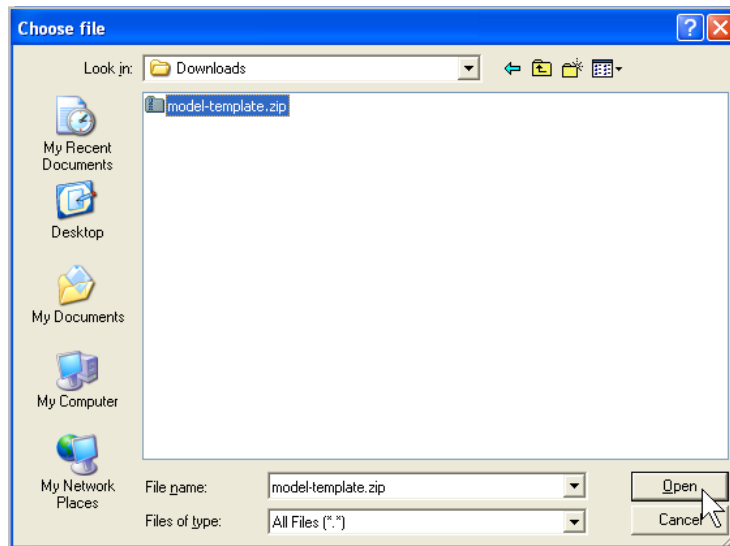 Choose file
Look in:
Downloads
model-template.zip
My Recent
Documents
Desktop
My Documents
My Computer
My Network
Places
File name:
model-template.zip
Open
Files of type:
All Files (*.*)
Cancel